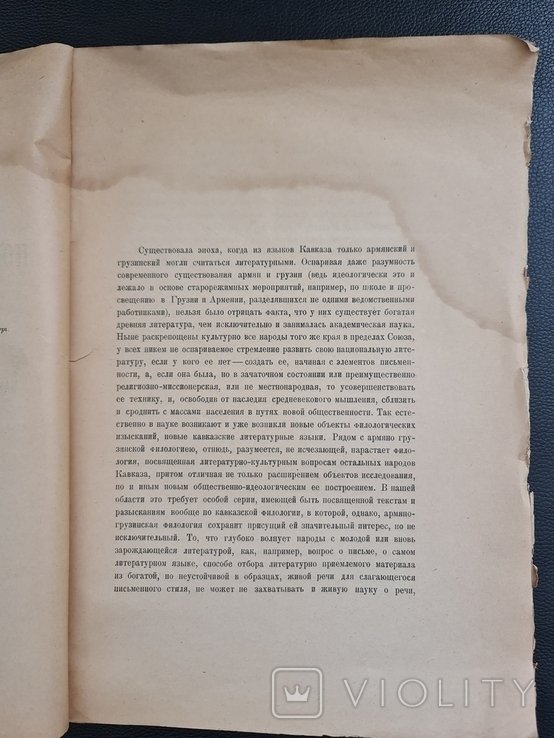 Существовала эпоха, когда из языков Кавказа только армянский и
грузинский могли считаться литературными. Оспаривая даже разумность
современного существования армян и грузин (ведь идеологически это и
лежало в основе старорежимных мероприятий, например, по школе и про-
свещению в Грузии и Армении, разделявшихся не одними ведомственными
работниками), нельзя было отрицать факта, что у них существует богатая
древняя литература, чем исключительно и занималась академическая наука.
Ныне раскрепощены культурно все народы того же края в пределах Союза,
у всех никем не оспариваемое стремление развить свою национальную лите-
ратуру, если у кого ее нет — создать ее, начиная с элементов письмен-
ности, а, если она была, но в зачаточном состоянии или преимущественно
религиозно-миссионерская, или не местнонародная, то усовершенствовать
ее технику, и, освободив от наследия средневекового мышления, сблизить
и сроднить с массами населения в путях новой общественности. Так есте-
ственно в науке возникают и уже возникли новые объекты филологических
изысканий, новые кавказские литературные языки. Рядом с армяно гру-
зинской филологиею, отнюдь, разумеется, не исчезающей, нарастает фило-
логия, посвященная литературно-культурным вопросам остальных народов
Кавказа, притом отличная не только расширением объектов исследования,
но и иным новым общественно-идеологическим ее построением. В нашей
области это требует особой серии, имеющей быть посвященной текстам и
разысканиям вообще по кавказской филологии, в которой, однако, армяно-
грузинская филология сохранит присущий ей значительный интерес, но не
исключительный. То, что глубоко волнует народы с молодой или вновь
зарождающейся литературой, как, например, вопрос о письме, о самом
литературном языке, способе отбора литературно приемлемого материала
из богатой, но неустойчивой в образцах, живой речи для слагающегося
письменного стиля, не может не захватывать и живую науку о речи,
VIOLITY